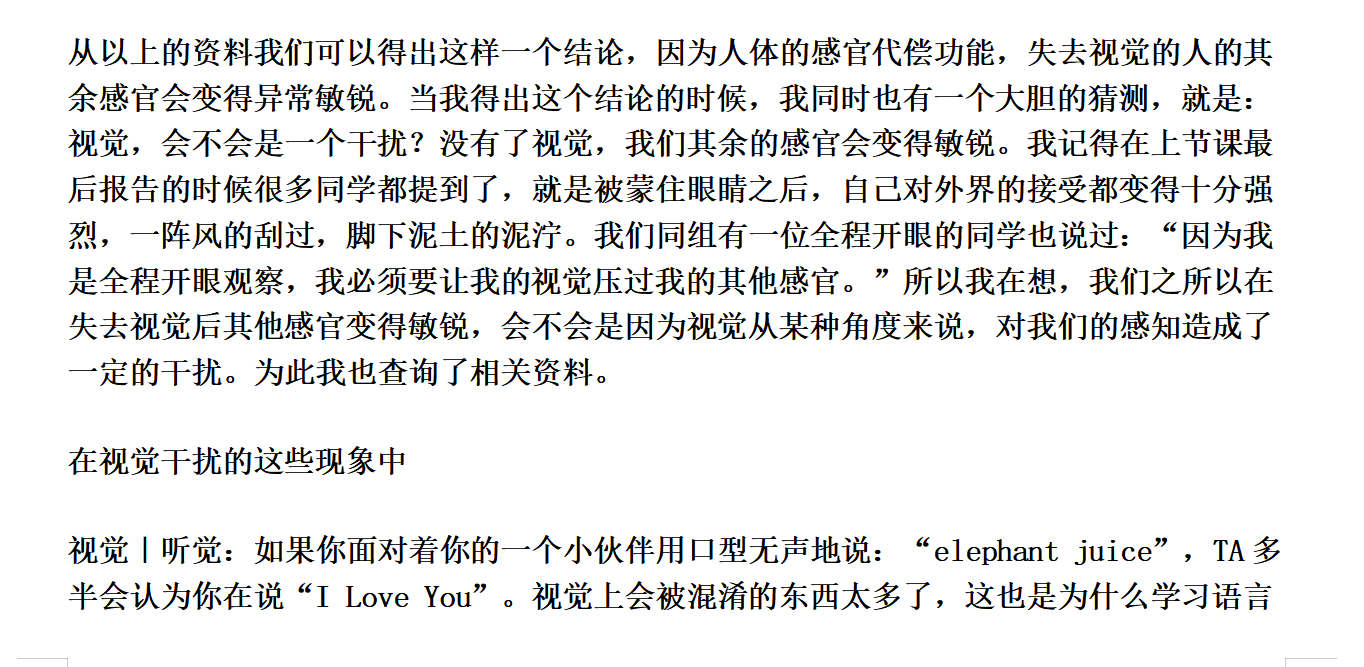 从以上的资料我们可以得出这样一个结论，因为人体的感官代偿功能，失去视觉的人的其
余感官会变得异常敏锐。当我得出这个结论的时候，我同时也有一个大胆的猜测，就是：
视觉，会不会是一个干扰？没有了视觉，我们其余的感官会变得敏锐。我记得在上节课最
后报告的时候很多同学都提到了，就是被蒙住眼睛之后，自己对外界的接受都变得十分强
烈，一阵风的刮过，脚下泥土的泥泞。我们同组有一位全程开眼的同学也说过：“因为我
是全程开眼观察，我必须要让我的视觉压过我的其他感官。”所以我在想，我们之所以在
失去视觉后其他感官变得敏锐，会不会是因为视觉从某种角度来说，对我们的感知造成了
一定的干扰。为此我也查询了相关资料。
在视觉干扰的这些现象中
视觉｜听觉：如果你面对着你的一个小伙伴用口型无声地说：“elephant juice”，TA 多
半会认为你在说“I Love You”。视觉上会被混淆的东西太多了，这也是为什么学习语言